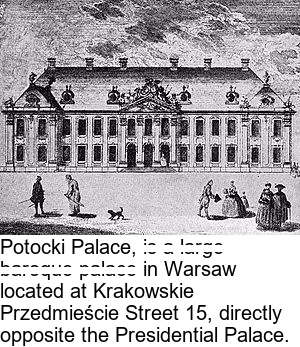 Potocki Palace, is a large
baroque palace in Warsaw
located at Krakowskie
Przedmieście Street 15, directly
opposite the Presidential Palace.